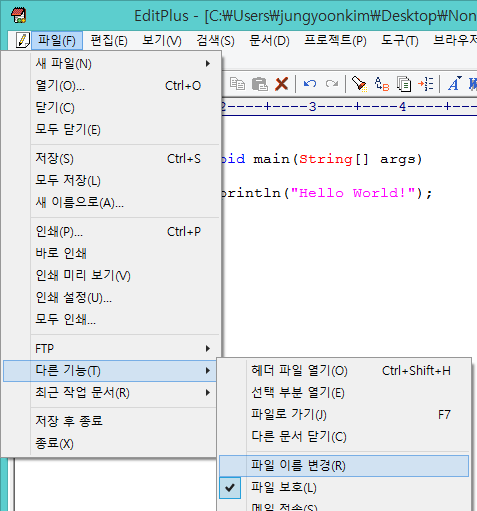 EditPlus - [C:₩Users₩jungyoonkim₩Desktop₩Non
파일(F) 편집(E) 보기(V) 검색(S) 문서(D) 프로젝트(P) 도구(T) 브라우저
새 파일(N)
열기(O)... Ctrl+O
닫기(C)
모두 닫기(E)
2----+----3----+----4----+----
저장(S) Ctrl+S
모두 저장(L)
새 이름으로(A)...
oid main(String[] args)
println("Hello World!");
인쇄(P)... Ctrl+P
바로 인쇄
인쇄 미리 보기(V)
인쇄 설정(U)...
모두 인쇄...
FTP
다른 기능(T)
최근 작업 문서(R)
저장 후 종료
종료(X)
헤더 파일 열기(O) Ctrl+Shift+H
선택 부분 열기(E)
파일로 가기(J) F7
다른 문서 닫기(C)
파일 이름 변경(R)
파일 보호(L)
메일 전송(S)